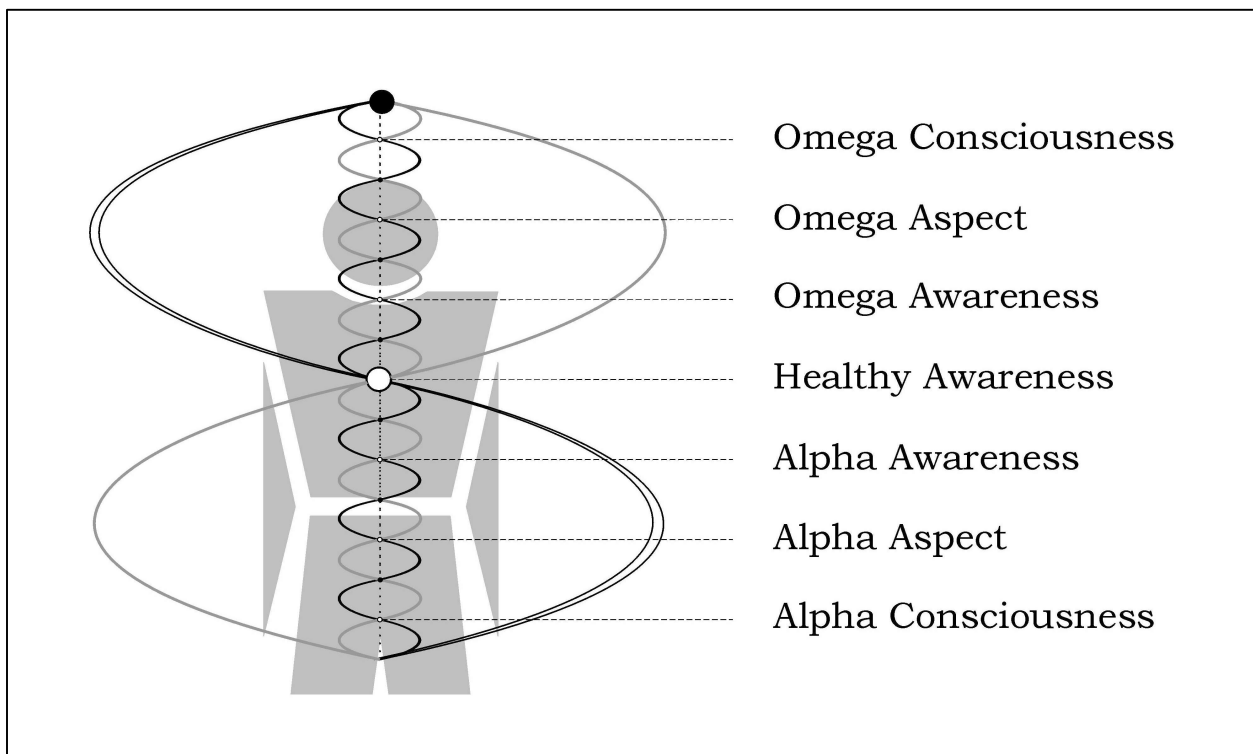 Omega Consciousness
Omega Aspect
Omega Awareness
Healthy Awareness
Alpha Awareness
Alpha Aspect
Alpha Consciousness